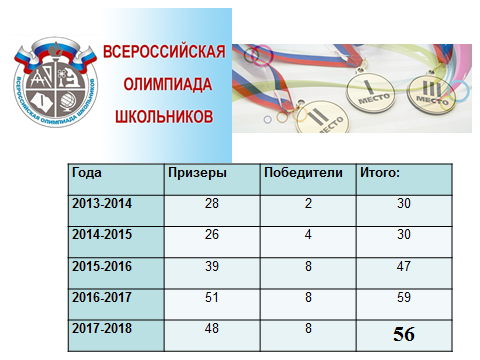 ВСЕРОССИЙСКАЯ
ОЛИМПИАДА
ШКОЛЬНИКОВ
ВСЕРОССИЙСКАЯ ОЛИМПИАДА ШКОЛЬНИКОВ
II
МЕСТО
I
МЕСТО
III
МЕСТО
Года Призеры Победители Итого:
2013-2014 28 2 30
2014-2015 26 4 30
2015-2016 39 8 47
2016-2017 51 8 59
2017-2018 48 8 56